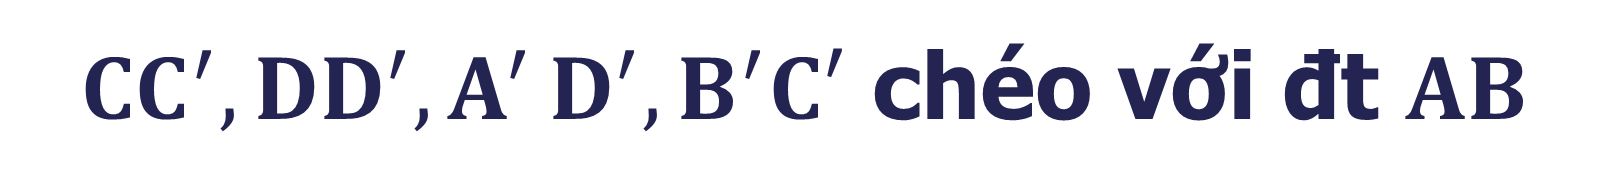 CC′, DD′, A′ D′, B′C′ chéo với đt AB